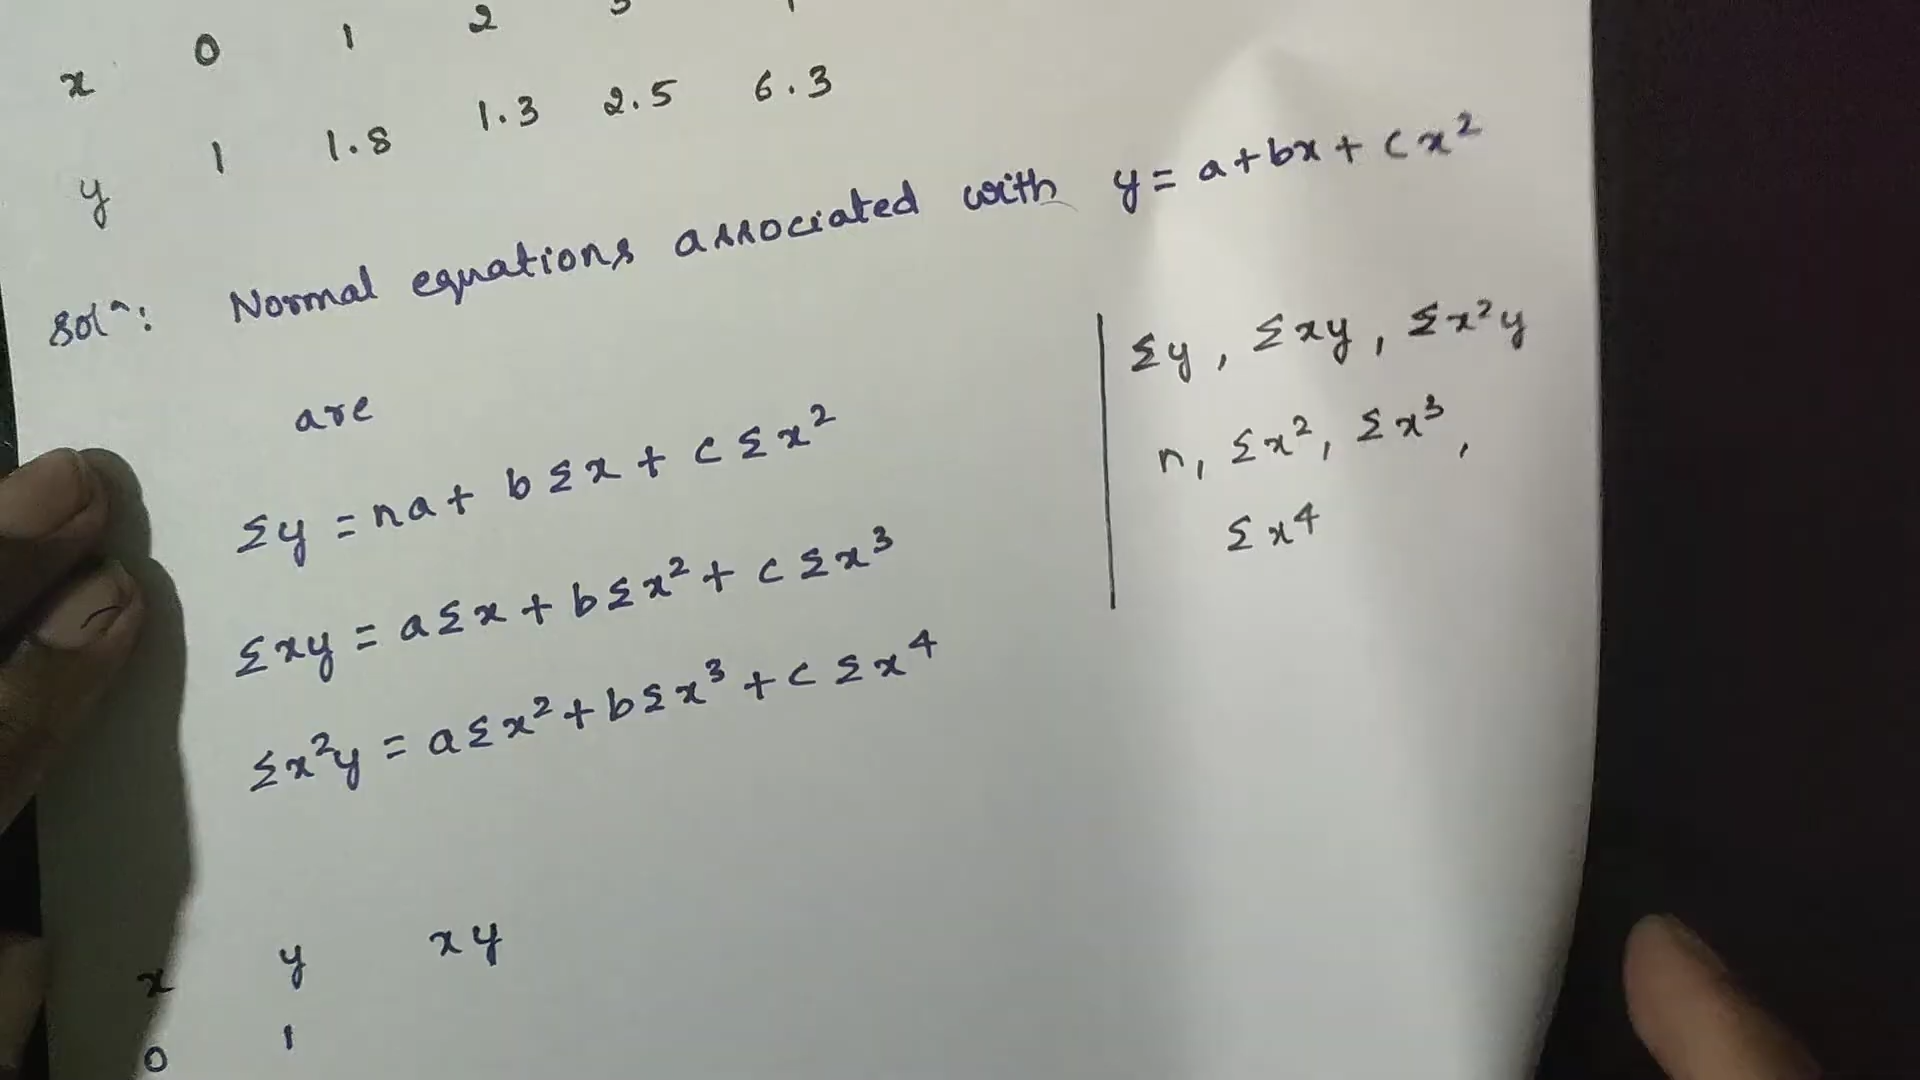 x 0 1 2 3
y 1 1.8 1.3 2.5 6.3
Solⁿ: Normal equations associated with y = a+bx+cx²
are
Σy = na + bΣx + cΣx²
Σxy = aΣx + bΣx² + cΣx³
Σx²y = aΣx² + bΣx³ + cΣx⁴
Σy, Σxy, Σx²y
n, Σx², Σx³,
Σx⁴
x y xy
0 1